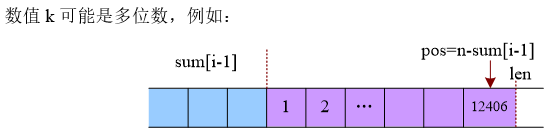 数值 k 可能是多位数，例如：
pos=n-sum[i-1]
sum[i-1]
len
1 2 … 12406